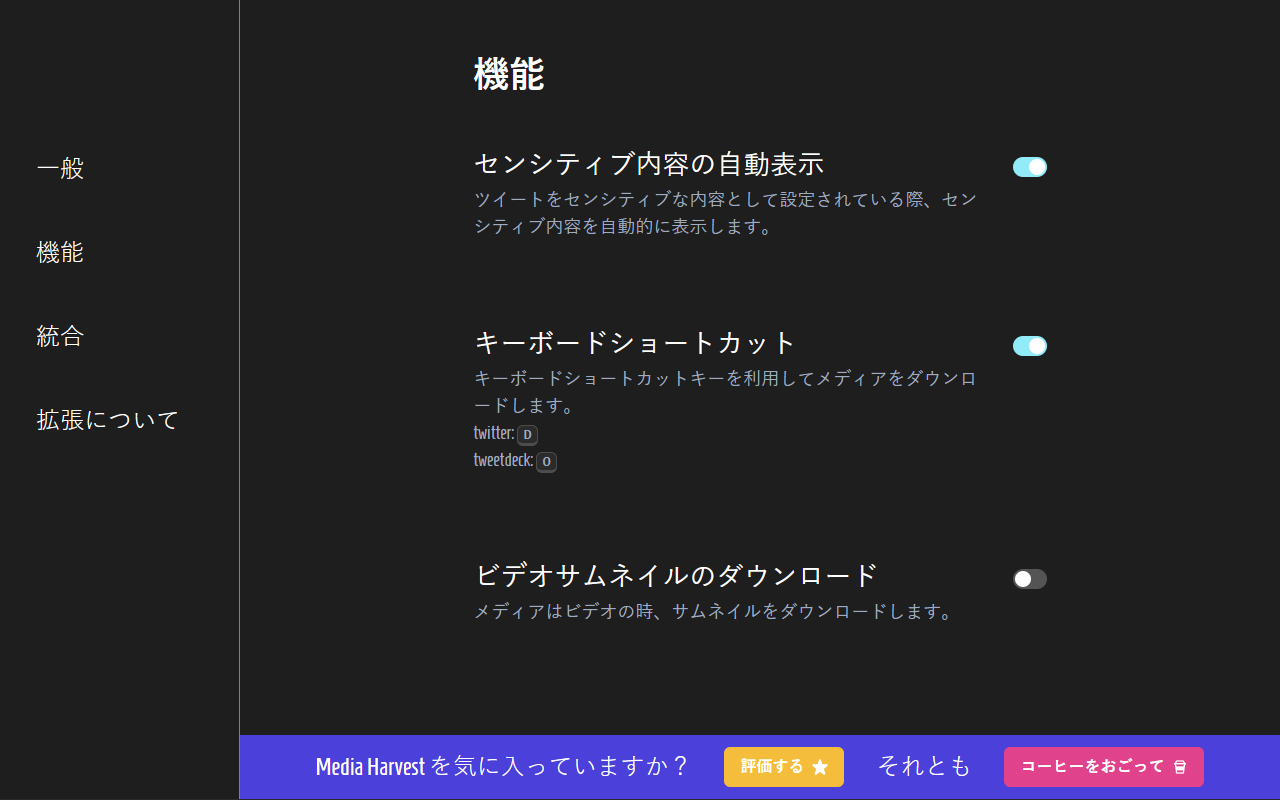 一般
機能
統合
拡張について
機能
センシティブ内容の自動表示
ツイートをセンシティブな内容として設定されている際、セン
シティブ内容を自動的に表示します。
キーボードショートカット
キーボードショートカットキーを利用してメディアをダウンロ
ードします。
twitter: D
tweetdeck: O
ビデオサムネイルのダウンロード
メディアはビデオの時、サムネイルをダウンロードします。
Media Harvest を気に入っていますか？ 評価する それとも コーヒーをおごって